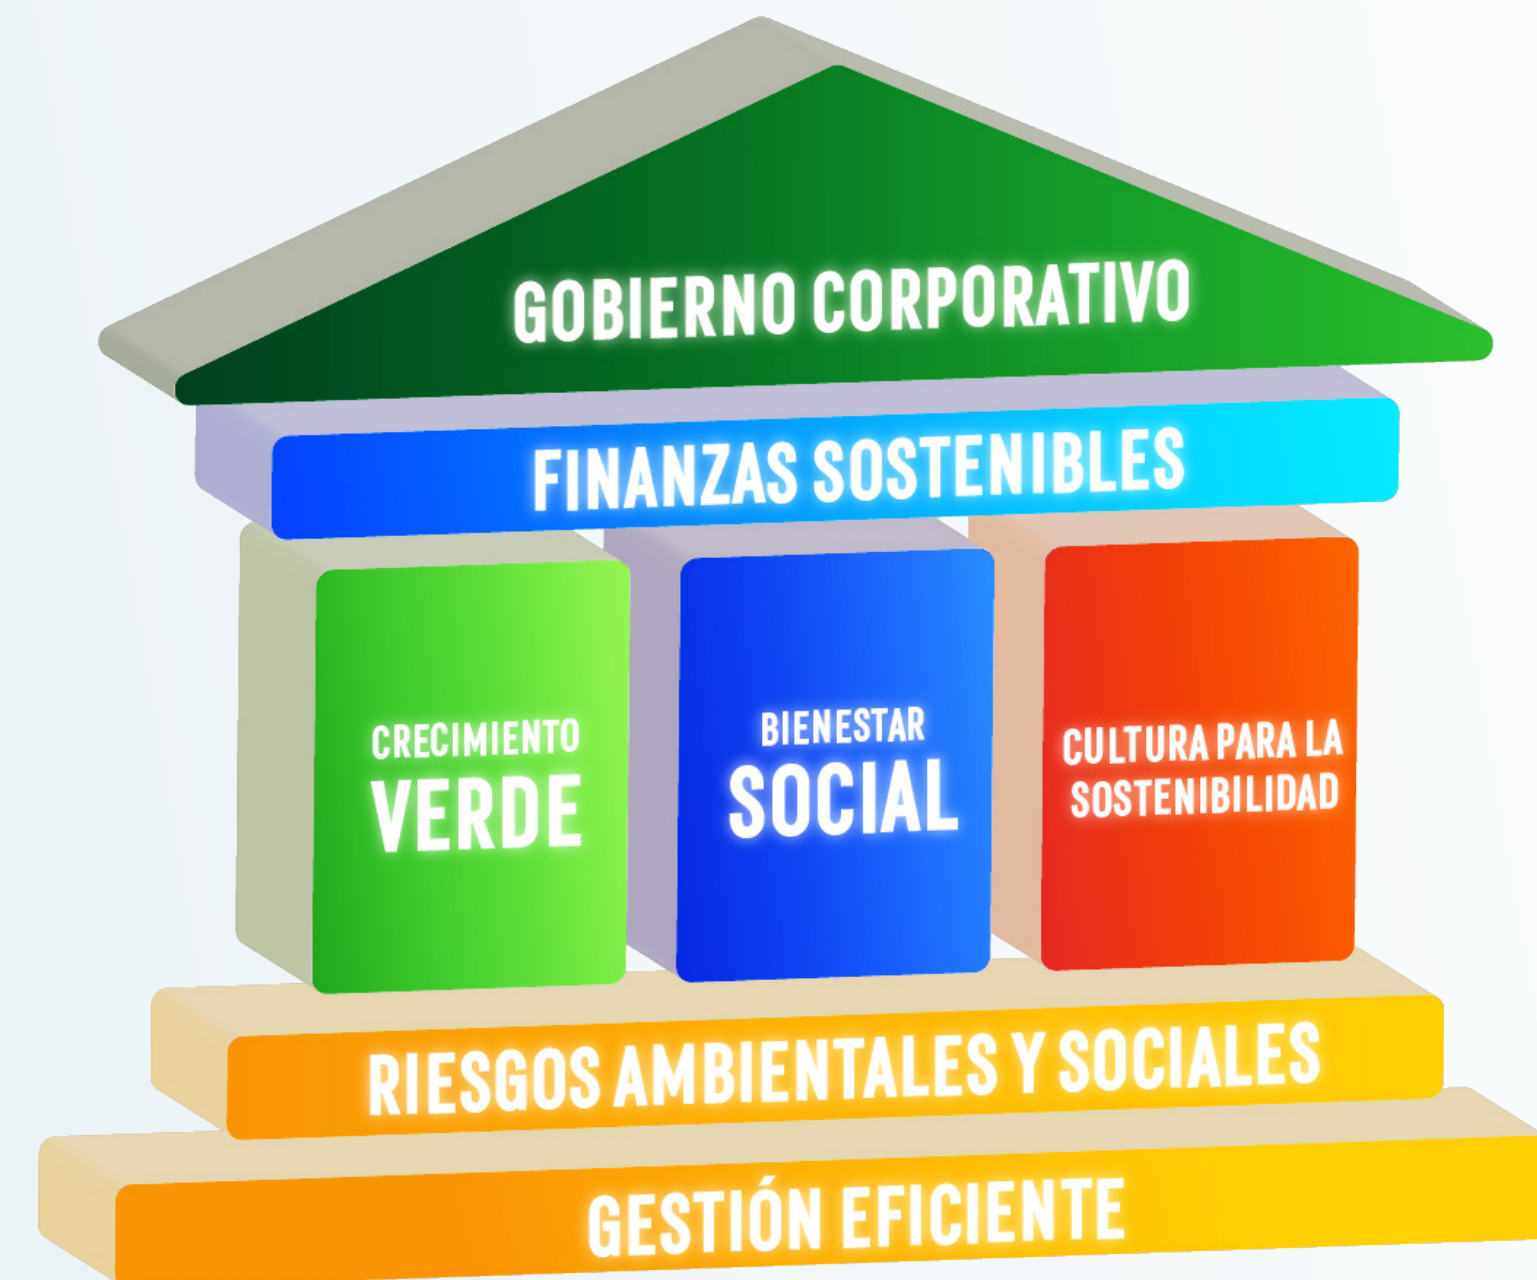 GOBIERNO CORPORATIVO
FINANZAS SOSTENIBLES
CRECIMIENTO
VERDE
BIENESTAR
SOCIAL
CULTURA PARA LA
SOSTENIBILIDAD
RIESGOS AMBIENTALES Y SOCIALES
GESTIÓN EFICIENTE